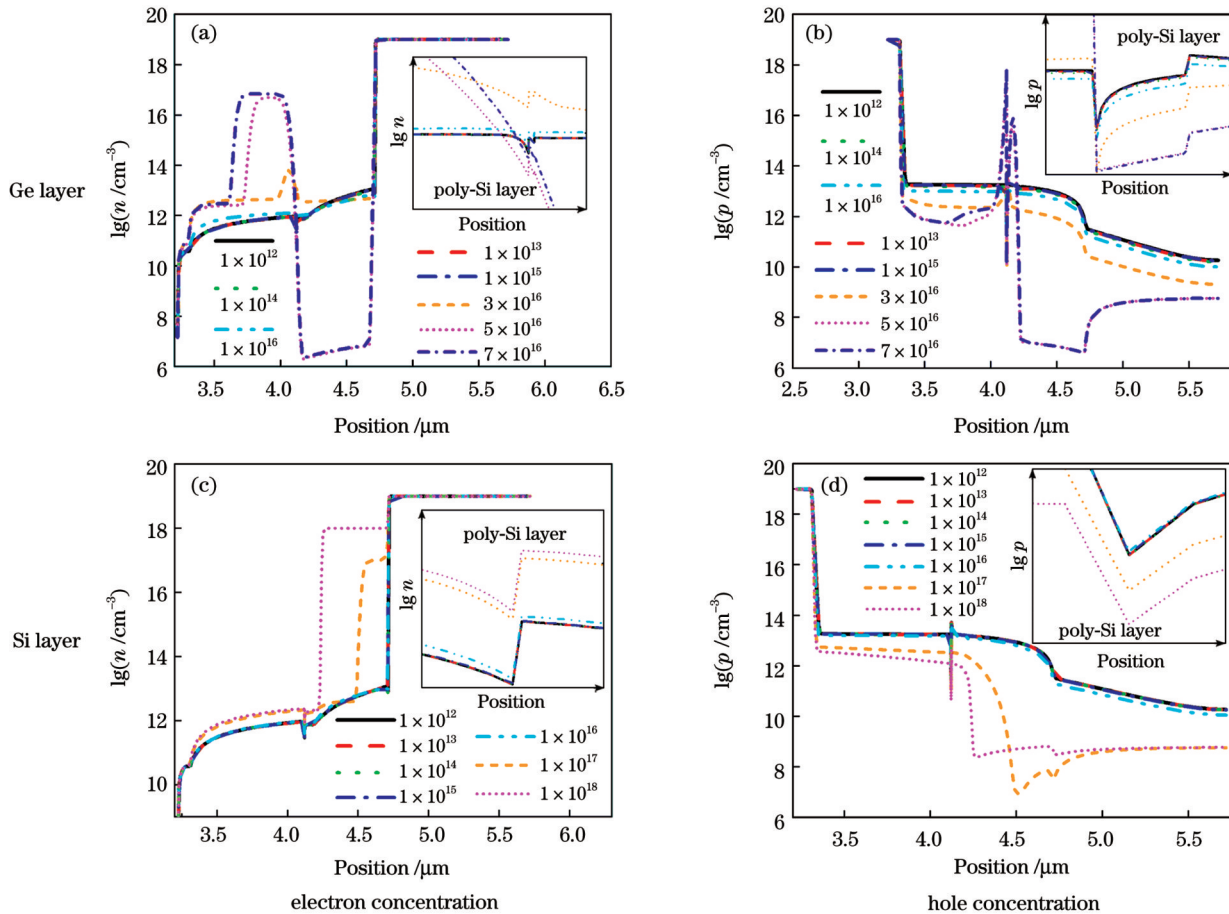 Ge layer
(a)
lg(n /cm⁻³)
20
18
16
14
12
10
8
6
3.5
4.0
4.5
5.0
5.5
6.0
6.5
Position /μm
1 × 10¹²
1 × 10¹⁴
1 × 10¹⁶
1 × 10¹³
1 × 10¹⁵
3 × 10¹⁶
5 × 10¹⁶
7 × 10¹⁶
lg n
poly-Si layer
Position
(b)
lg(p /cm⁻³)
20
18
16
14
12
10
8
6
2.5
3.0
3.5
4.0
4.5
5.0
5.5
Position /μm
1 × 10¹²
1 × 10¹⁴
1 × 10¹⁶
1 × 10¹³
1 × 10¹⁵
3 × 10¹⁶
5 × 10¹⁶
7 × 10¹⁶
poly-Si layer
lg p
Position
Si layer
(c)
lg(n /cm⁻³)
20
18
16
14
12
10
3.5
4.0
4.5
5.0
5.5
6.0
Position /μm
poly-Si layer
lg n
Position
1 × 10¹²
1 × 10¹³
1 × 10¹⁴
1 × 10¹⁵
1 × 10¹⁶
1 × 10¹⁷
1 × 10¹⁸
electron concentration
(d)
lg(p /cm⁻³)
20
18
16
14
12
10
8
6
3.5
4.0
4.5
5.0
5.5
Position /μm
1 × 10¹²
1 × 10¹³
1 × 10¹⁴
1 × 10¹⁵
1 × 10¹⁶
1 × 10¹⁷
1 × 10¹⁸
lg p
poly-Si layer
Position
hole concentration